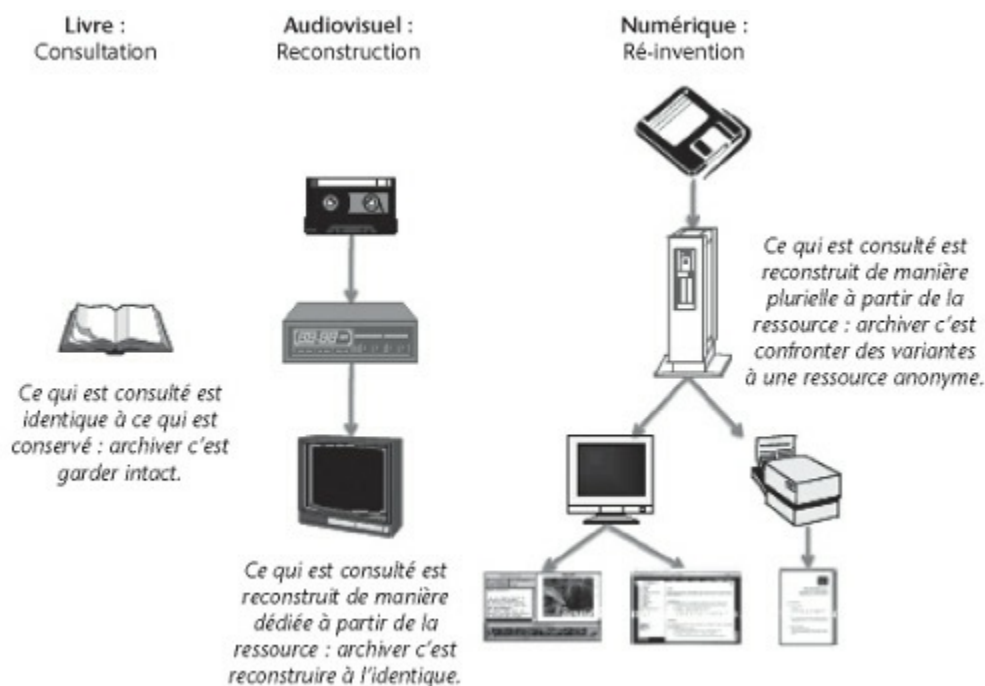 Livre :
Consultation
Audiovisuel :
Reconstruction
Numérique :
Ré-invention
Ce qui est consulté est
identique à ce qui est
conservé : archiver c'est
garder intact.
Ce qui est consulté est
reconstruit de manière
dédiée à partir de la
ressource : archiver c'est
reconstruire à l'identique.
Ce qui est consulté est
reconstruit de manière
plurielle à partir de la
ressource : archiver c'est
confronter des variantes
à une ressource anonyme.